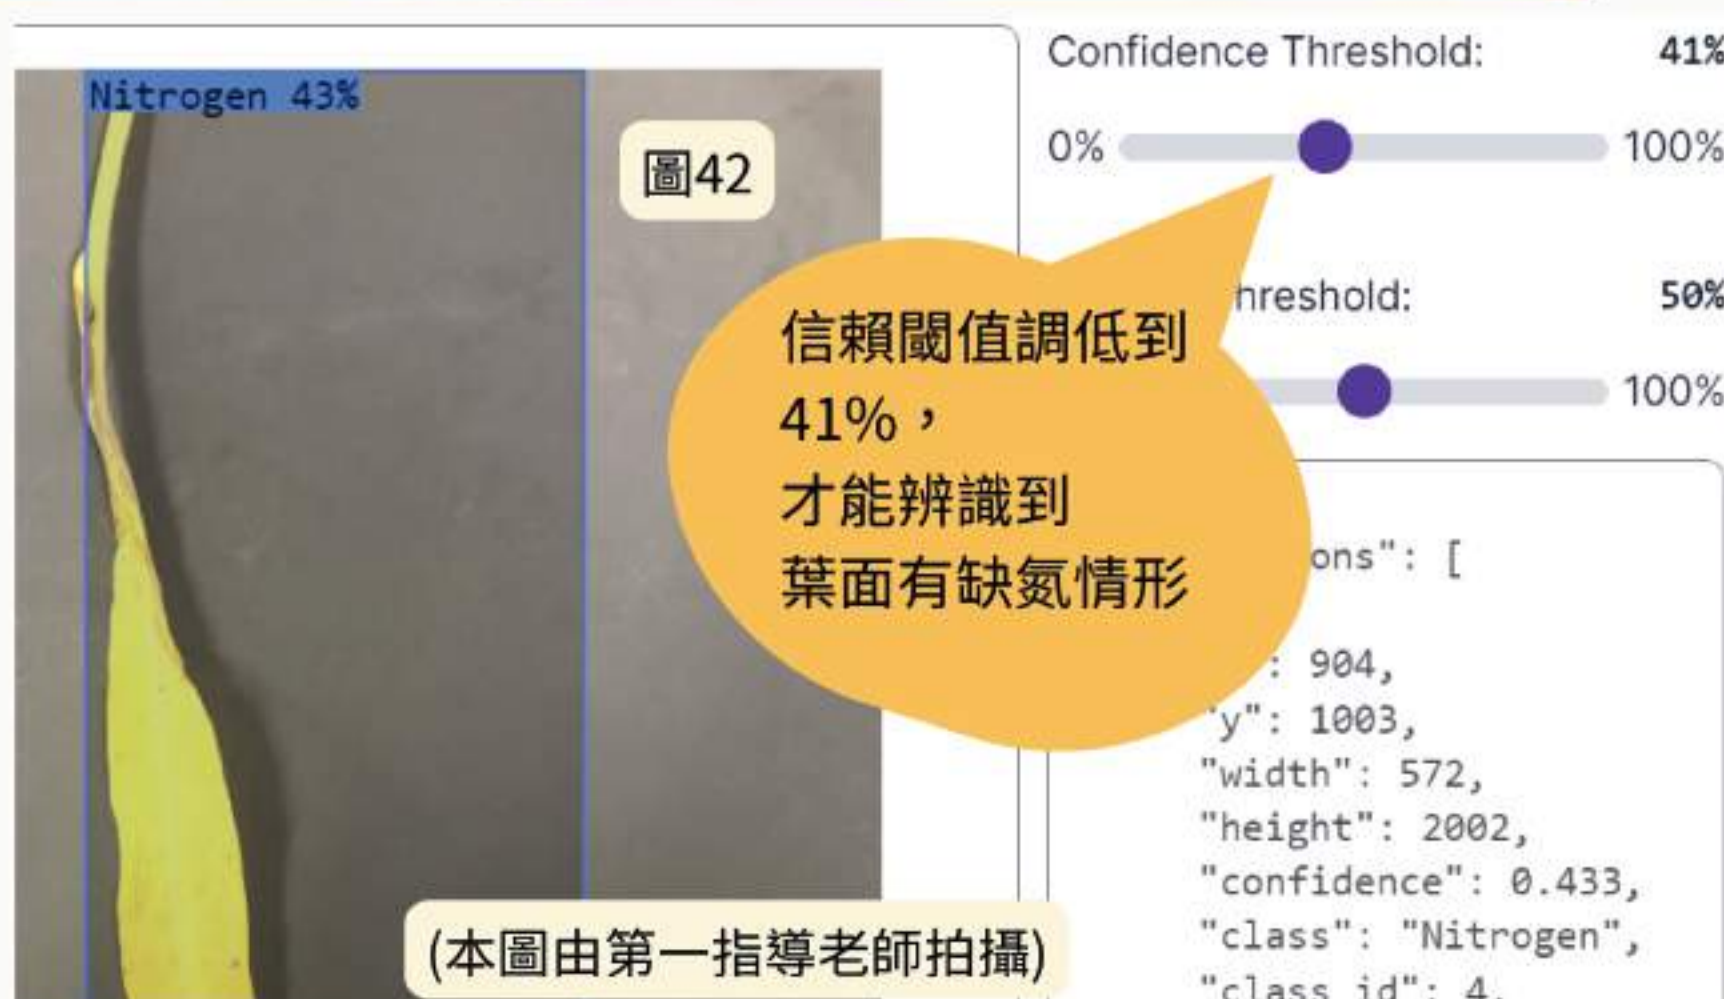 Nitrogen 43%
圖42
Confidence Threshold:
41%
0%
100%
信賴閾值調低到
41%，
才能辨識到
葉面有缺氮情形
hreshold:
50%
100%
ons": [
: 904,
"y": 1003,
"width": 572,
"height": 2002,
"confidence": 0.433,
"class": "Nitrogen",
"class_id": 4,
(本圖由第一指導老師拍攝)